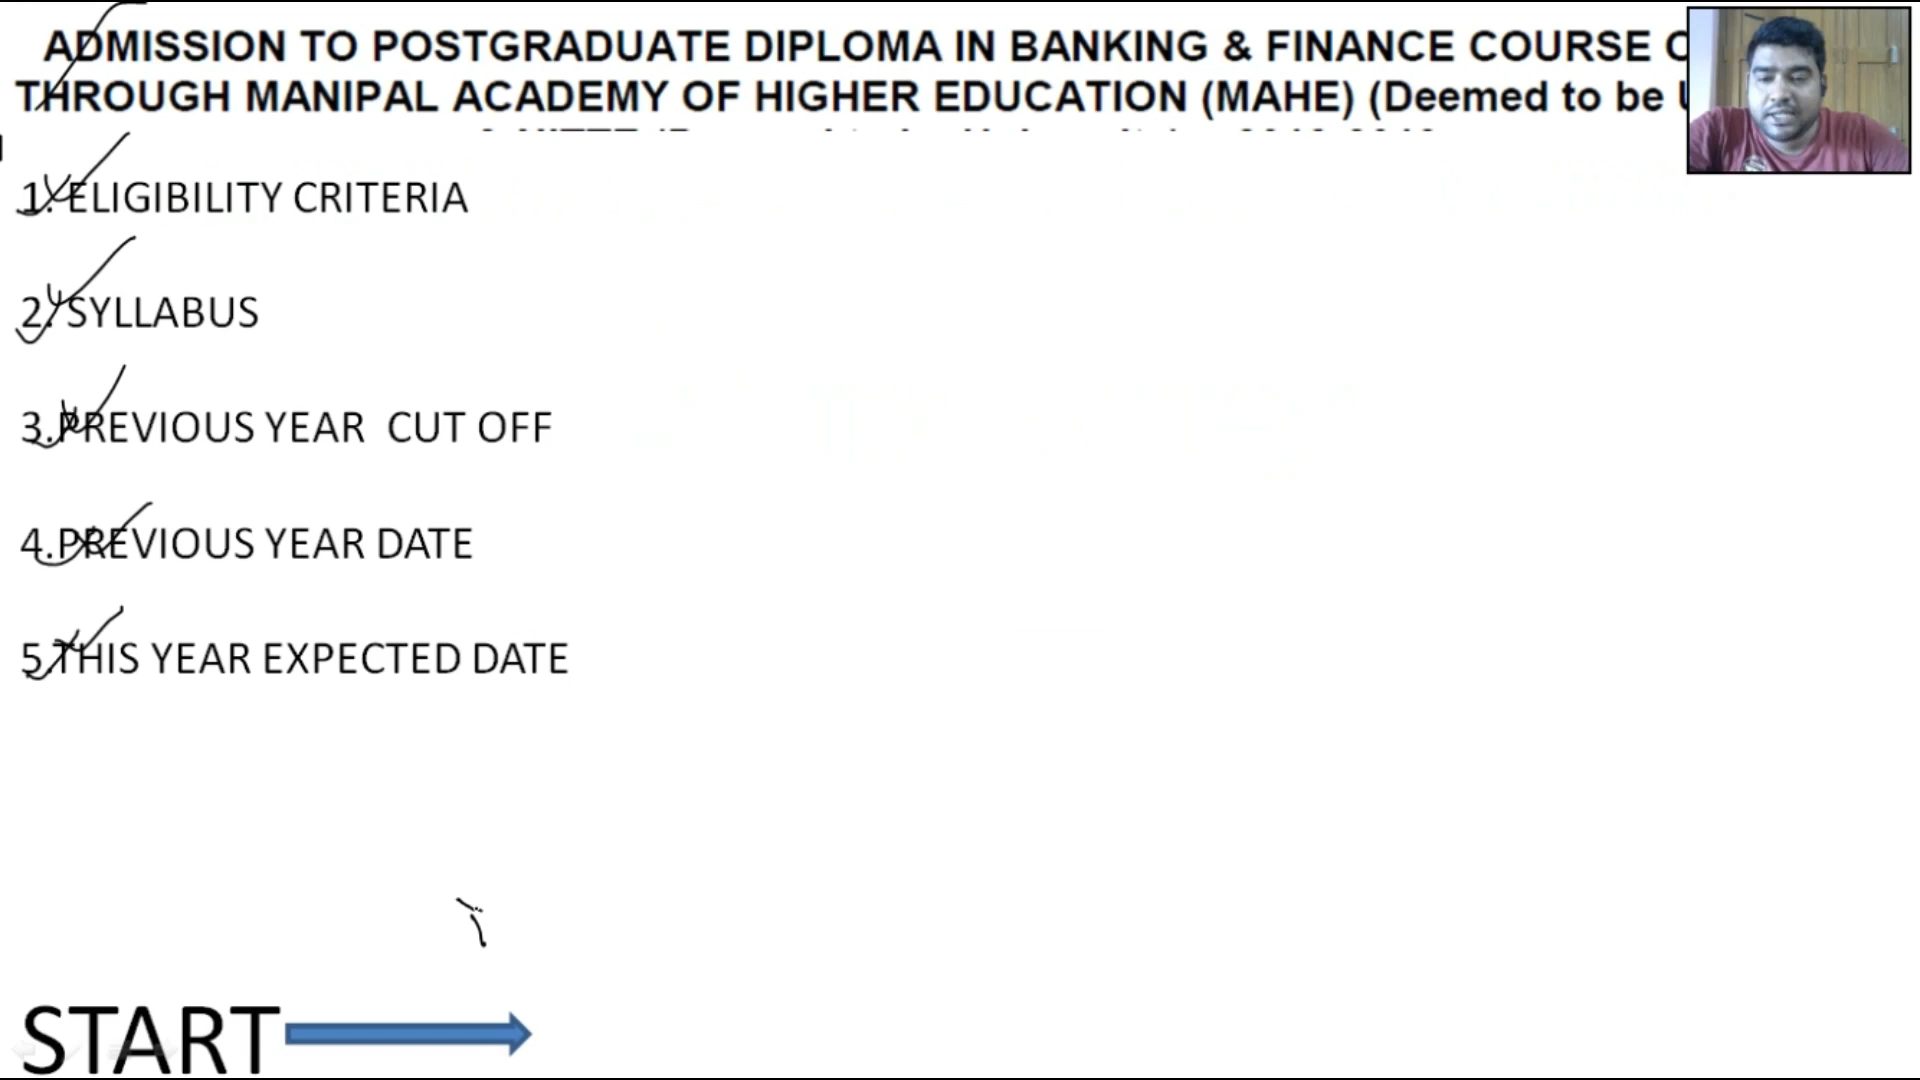 ADMISSION TO POSTGRADUATE DIPLOMA IN BANKING & FINANCE COURSE
THROUGH MANIPAL ACADEMY OF HIGHER EDUCATION (MAHE) (Deemed to be
1. ELIGIBILITY CRITERIA
2. SYLLABUS
3.PREVIOUS YEAR CUT OFF
4.PREVIOUS YEAR DATE
5.THIS YEAR EXPECTED DATE
START